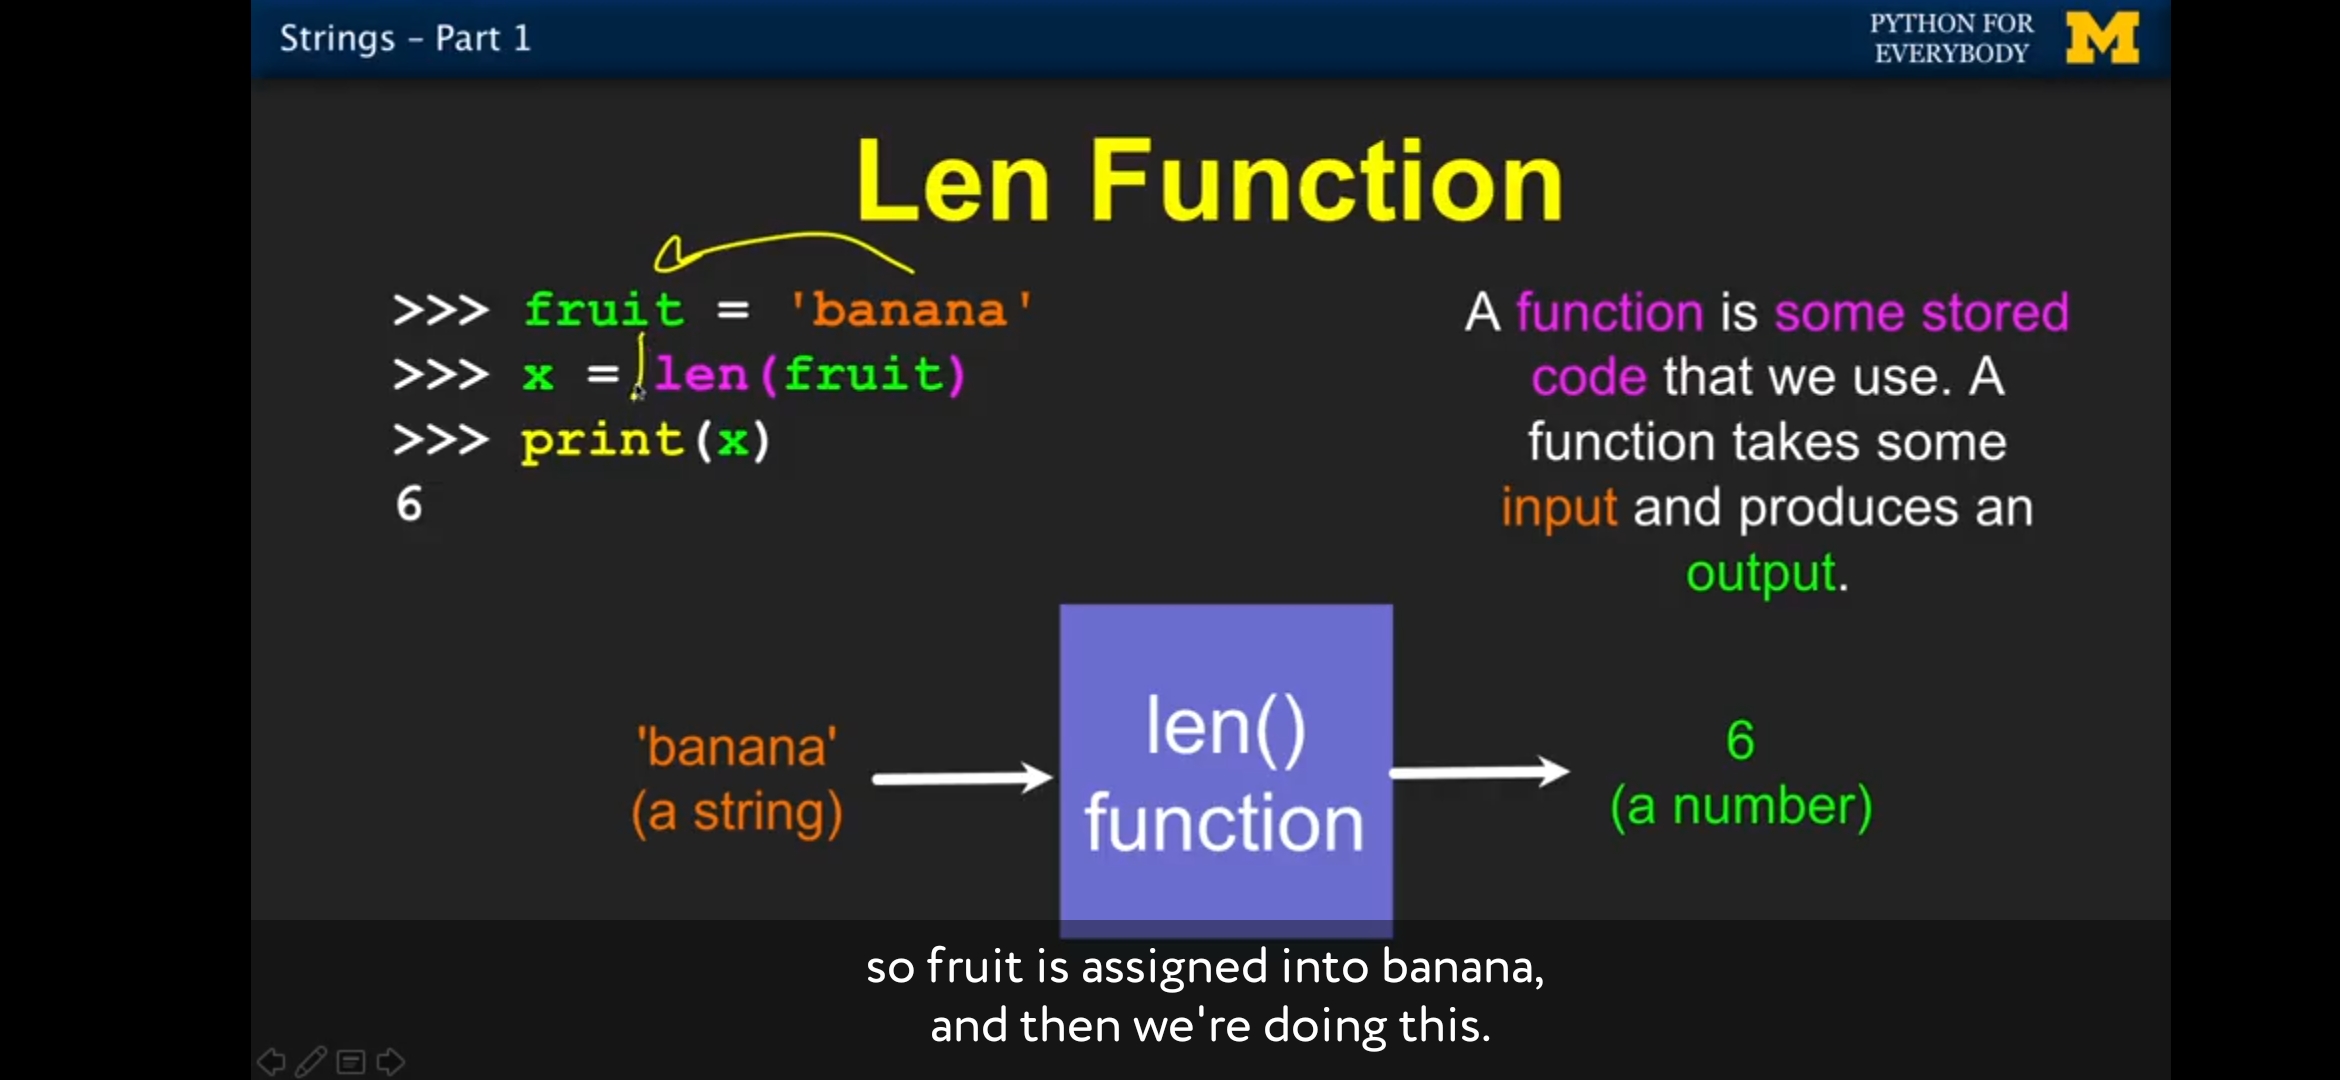 Strings – Part 1
PYTHON FOR
EVERYBODY
M
Len Function
>>> fruit = 'banana'
>>> x = len(fruit)
>>> print(x)
6
A function is some stored
code that we use. A
function takes some
input and produces an
output.
'banana'
(a string)
len()
function
6
(a number)
so fruit is assigned into banana,
and then we're doing this.